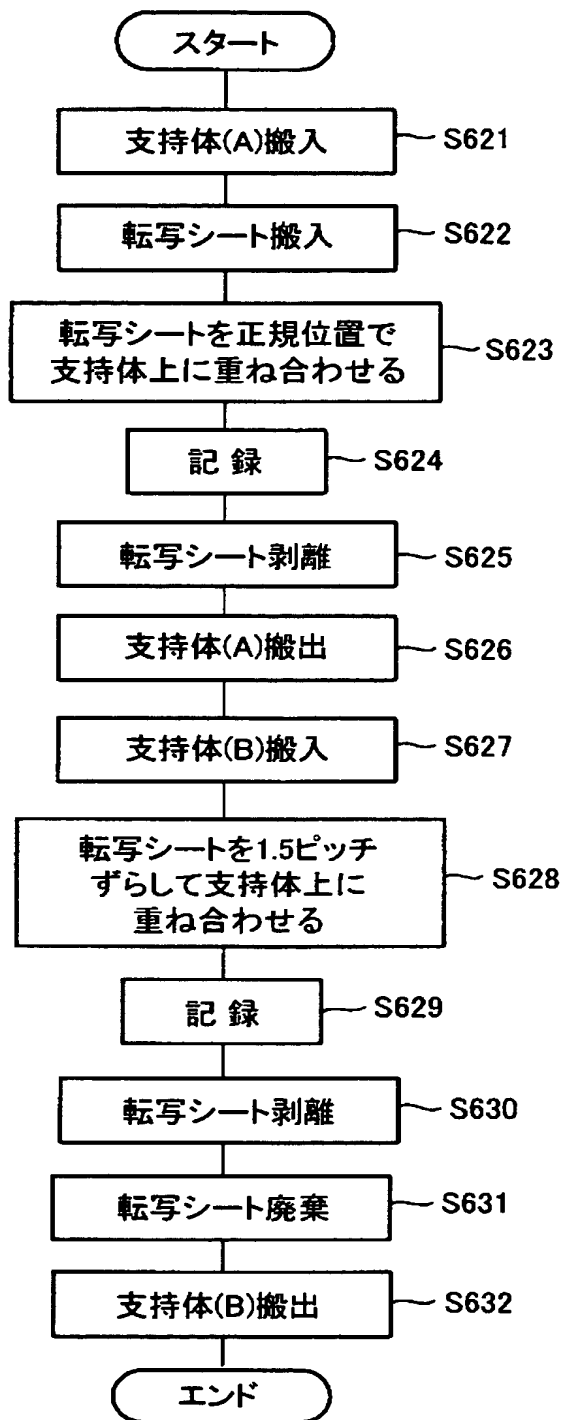 スタート
支持体(A)搬入
S621
転写シート搬入
S622
転写シートを正規位置で
支持体上に重ね合わせる
S623
記 録
S624
転写シート剥離
S625
支持体(A)搬出
S626
支持体(B)搬入
S627
転写シートを1.5ピッチ
ずらして支持体上に
重ね合わせる
S628
記 録
S629
転写シート剥離
S630
転写シート廃棄
S631
支持体(B)搬出
S632
エンド